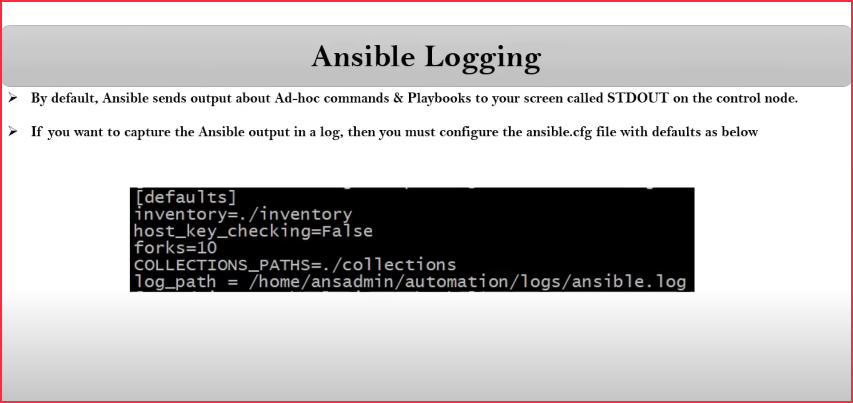 Ansible Logging
➤ By default, Ansible sends output about Ad-hoc commands & Playbooks to your screen called STDOUT on the control node.
➤ If you want to capture the Ansible output in a log, then you must configure the ansible.cfg file with defaults as below
[defaults]
inventory=./inventory
host_key_checking=False
forks=10
COLLECTIONS_PATHS=./collections
log_path = /home/ansadmin/automation/logs/ansible.log